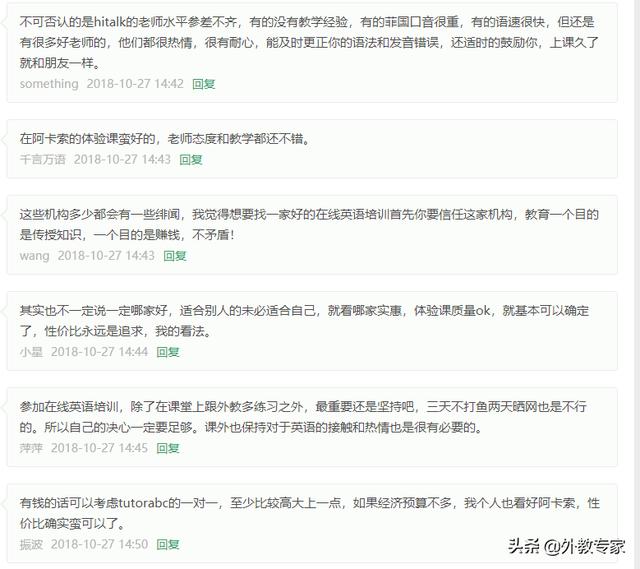 不可否认的是hitalk的老师水平参差不齐，有的没有教学经验，有的菲国口音很重，有的语速很快，但还是
有很多好老师的，他们都很热情，很有耐心，能及时更正你的语法和发音错误，还适时的鼓励你，上课久了
就和朋友一样。
something 2018-10-27 14:42 回复
在阿卡索的体验课蛮好的，老师态度和教学都还不错。
千言万语 2018-10-27 14:43 回复
这些机构多少都会有一些绯闻，我觉得想要找一家好的在线英语培训首先你要信任这家机构，教育一个目的
是传授知识，一个目的是赚钱，不矛盾！
wang 2018-10-27 14:43 回复
其实也不一定说一定哪家好，适合别人的未必适合自己，就看哪家实惠，体验课质量ok，就基本可以确定
了，性价比永远是追求，我的看法。
小星 2018-10-27 14:44 回复
参加在线英语培训，除了在课堂上跟外教多练习之外，最重要还是坚持吧，三天不打鱼两天晒网也是不行
的。所以自己的决心一定要足够。课外也保持对于英语的接触和热情也是很有必要的。
萍萍 2018-10-27 14:45 回复
有钱的话可以考虑tutorabc的一对一，至少比较高大上一点，如果经济预算不多，我个人也看好阿卡索，性
价比确实蛮可以了。
振波 2018-10-27 14:50 回复
头条 @外教专家